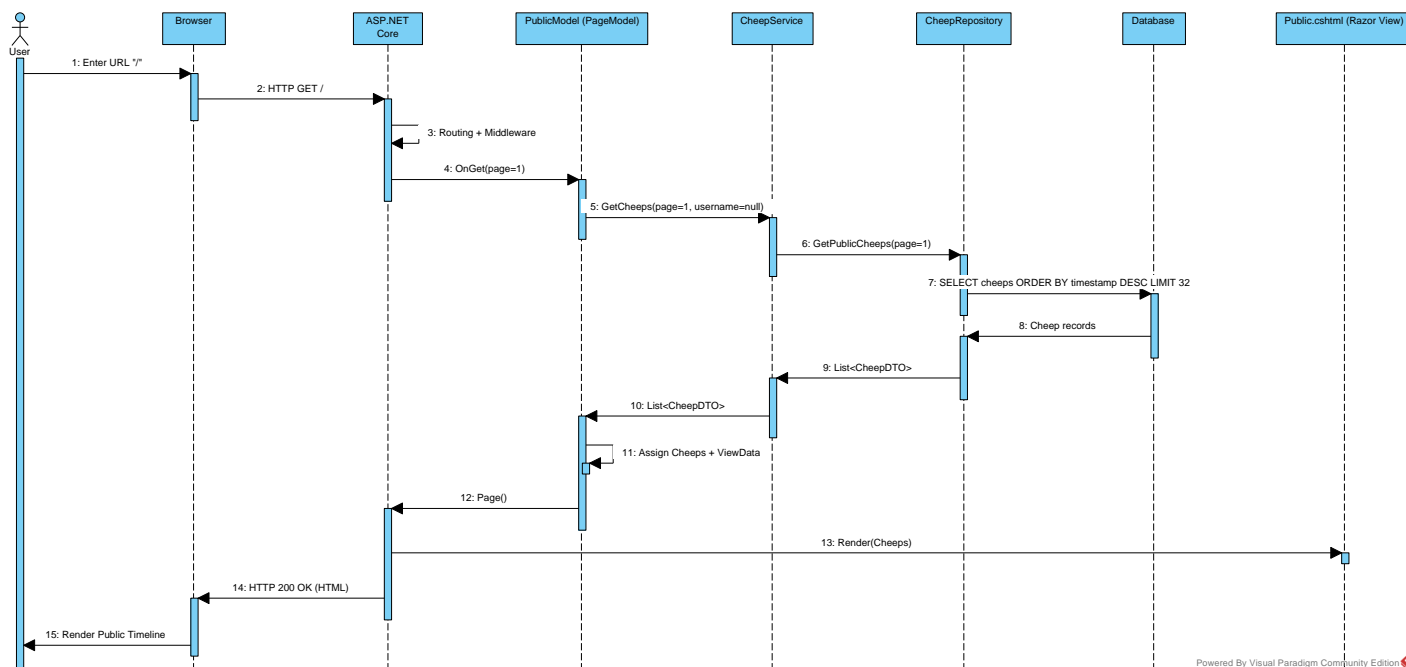 Browser
ASP.NET
Core
PublicModel (PageModel)
CheepService
CheepRepository
Database
Public.cshtml (Razor View)
User
1: Enter URL "/"
2: HTTP GET /
3: Routing + Middleware
4: OnGet(page=1)
5: GetCheeps(page=1, username=null)
6: GetPublicCheeps(page=1)
7: SELECT cheeps ORDER BY timestamp DESC LIMIT 32
8: Cheep records
9: List<CheepDTO>
10: List<CheepDTO>
11: Assign Cheeps + ViewData
12: Page()
13: Render(Cheeps)
14: HTTP 200 OK (HTML)
15: Render Public Timeline
Powered By Visual Paradigm Community Edition